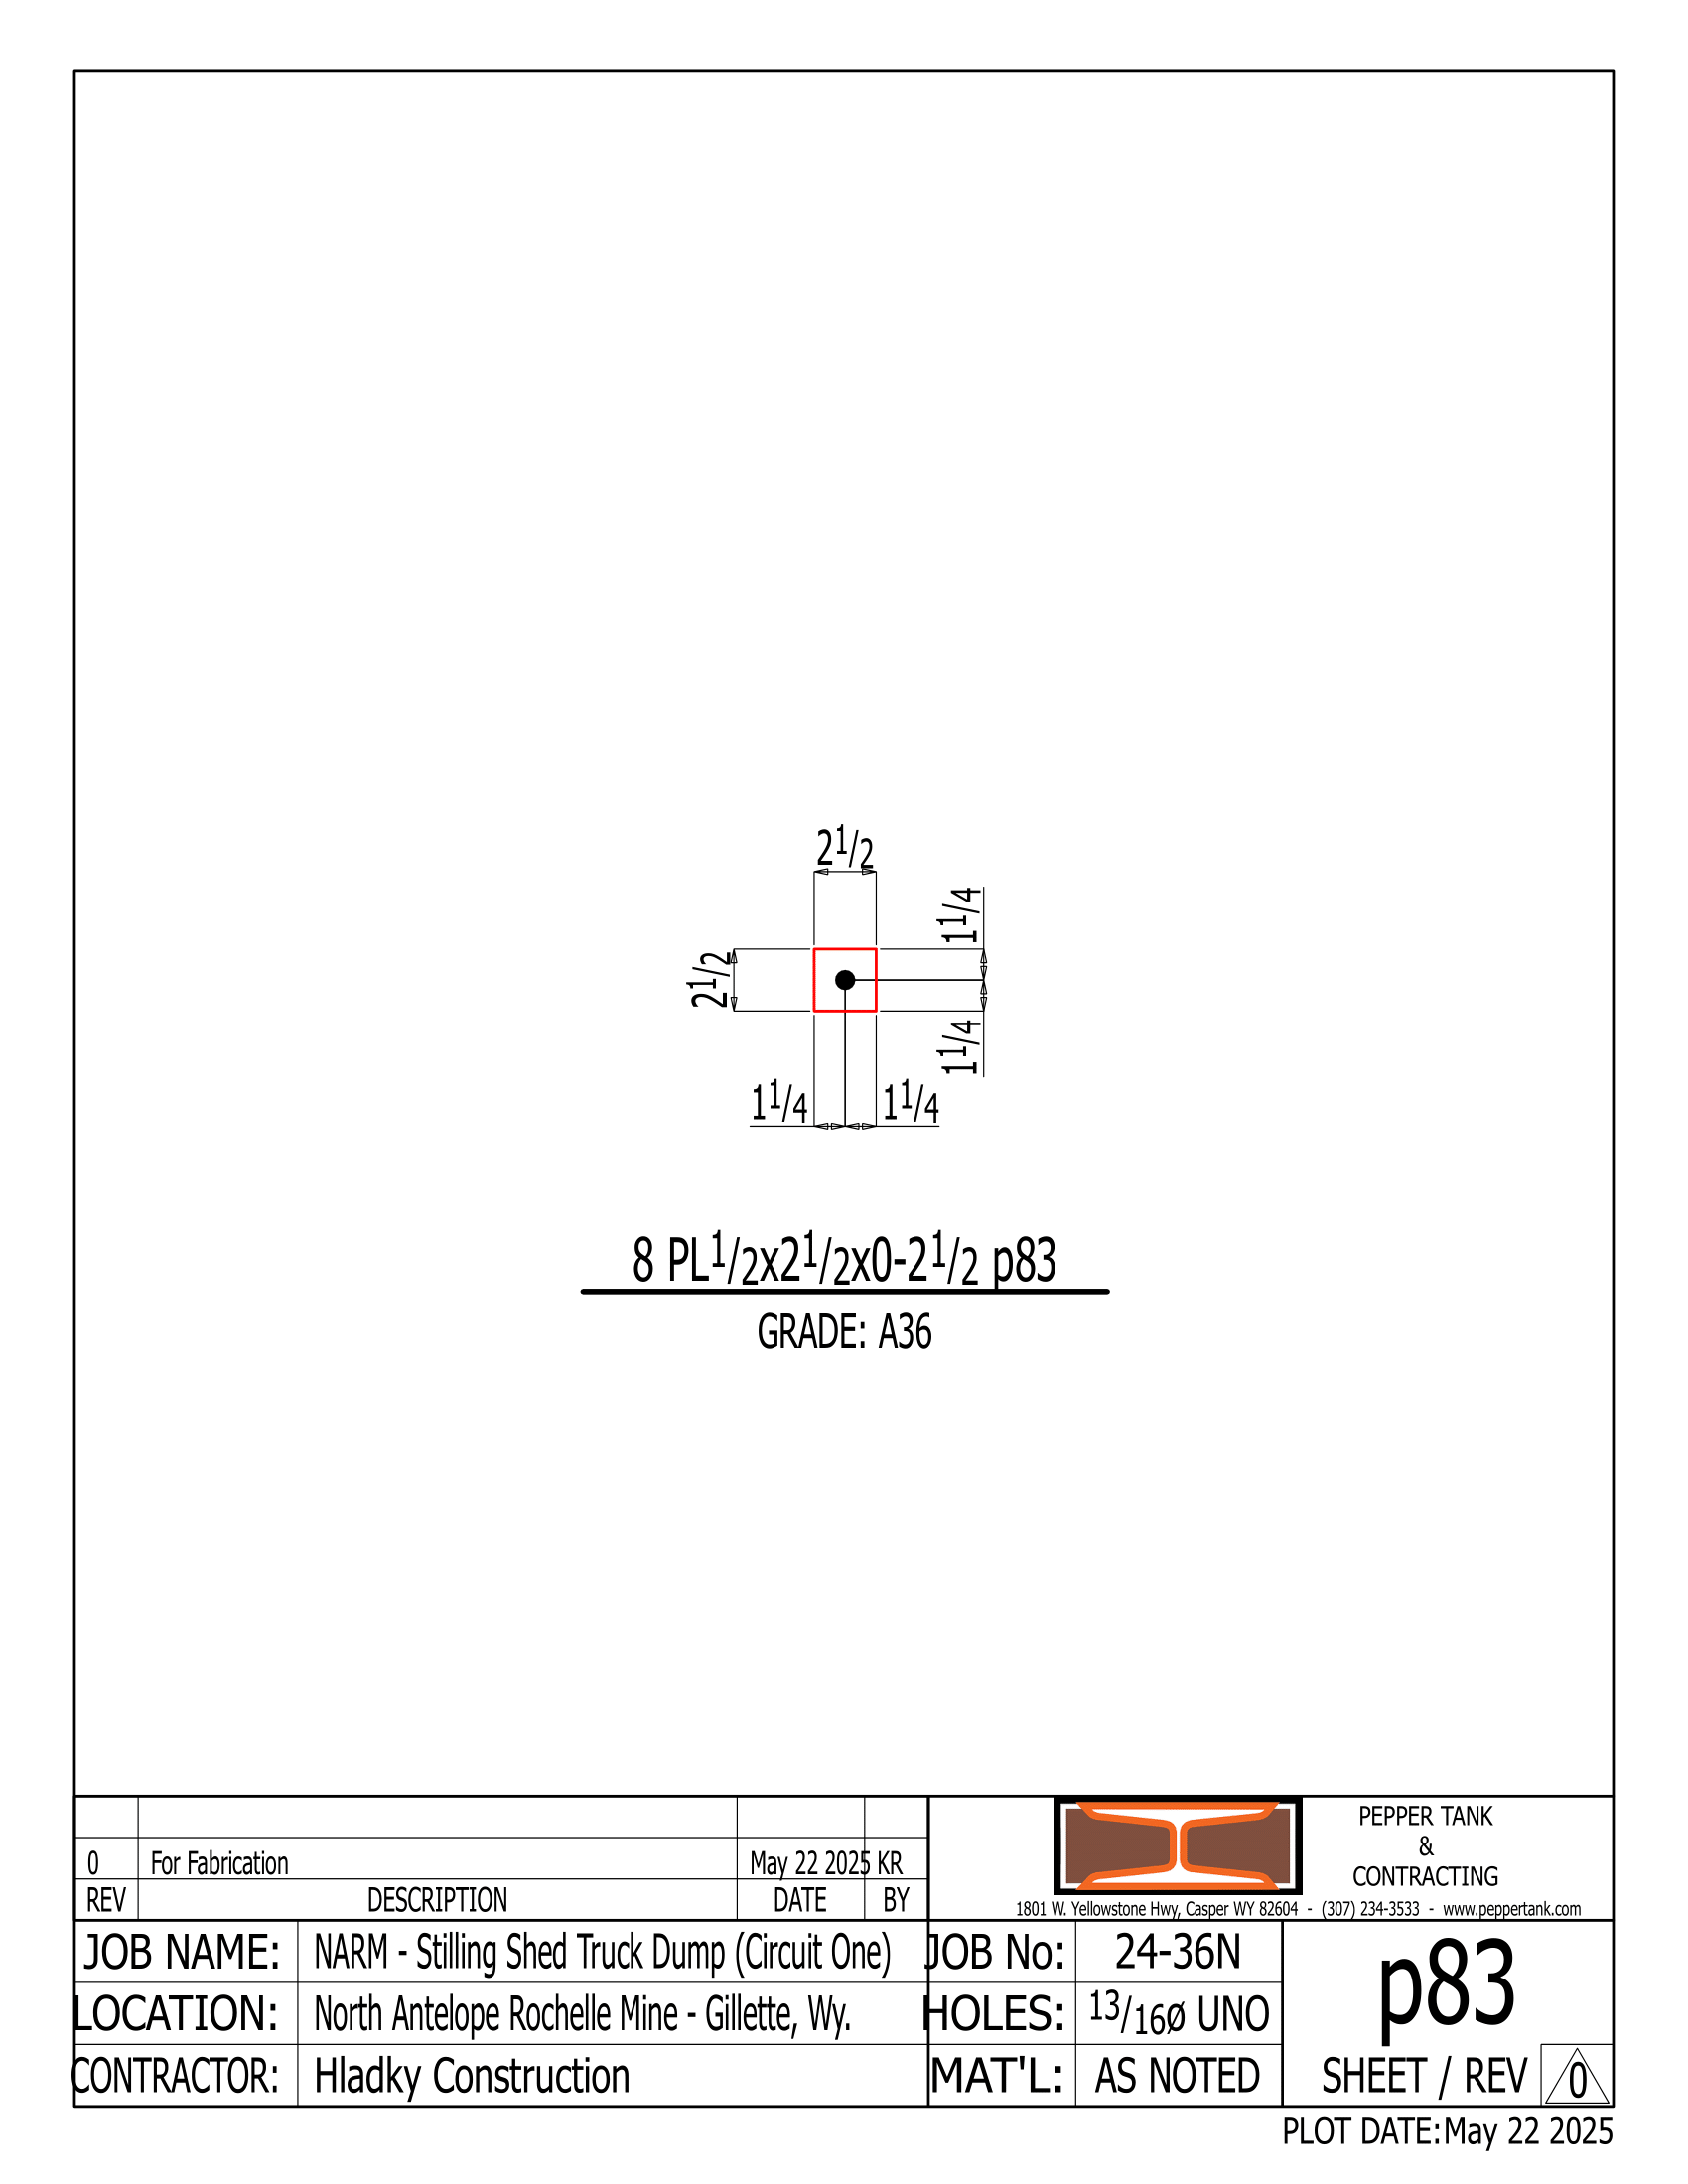 2 1/2
1 1/4
2 1/2
1 1/4
1 1/4 1 1/4
8 PL1/2x2 1/2x0-2 1/2 p83
GRADE: A36
0 For Fabrication May 22 2025 KR
REV DESCRIPTION DATE BY
PEPPER TANK
&
CONTRACTING
1801 W. Yellowstone Hwy, Casper WY 82604 - (307) 234-3533 - www.peppertank.com
JOB NAME: NARM - Stilling Shed Truck Dump (Circuit One) JOB No: 24-36N
LOCATION: North Antelope Rochelle Mine - Gillette, Wy. HOLES: 13/16ø UNO
CONTRACTOR: Hladky Construction MAT'L: AS NOTED
p83
SHEET / REV 0
PLOT DATE:May 22 2025